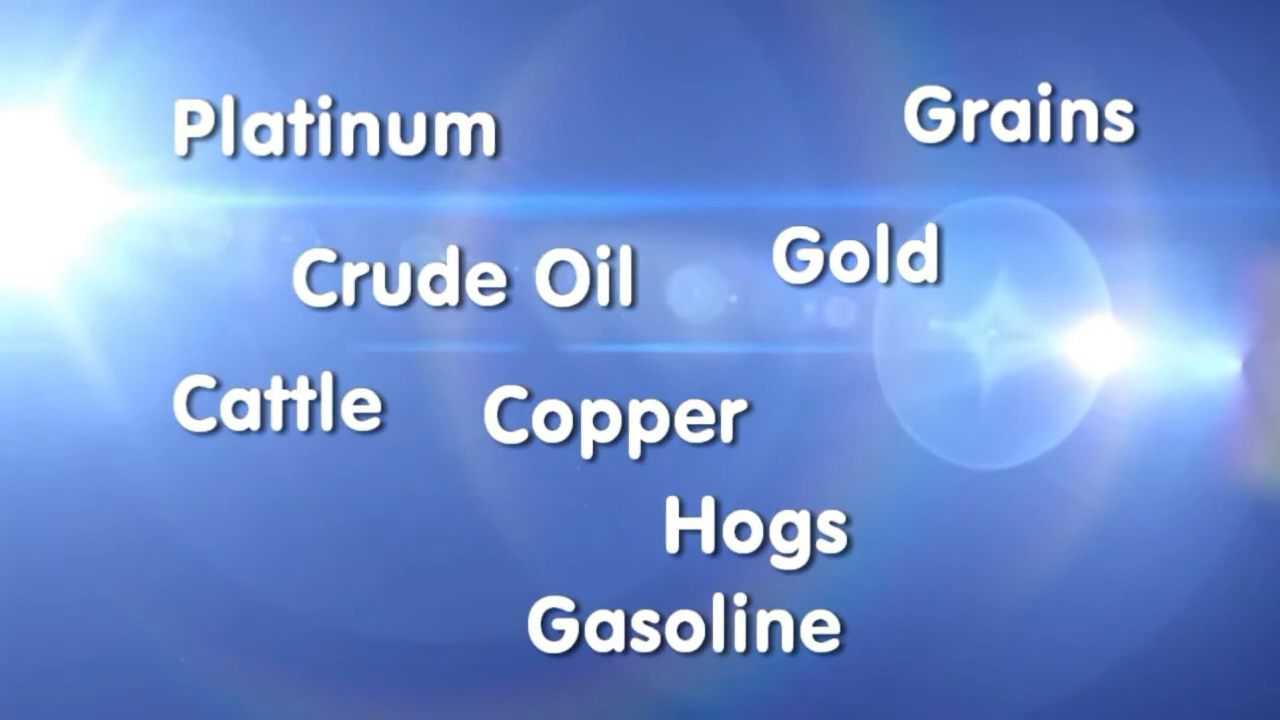 Platinum
Grains
Crude Oil
Gold
Cattle
Copper
Hogs
Gasoline